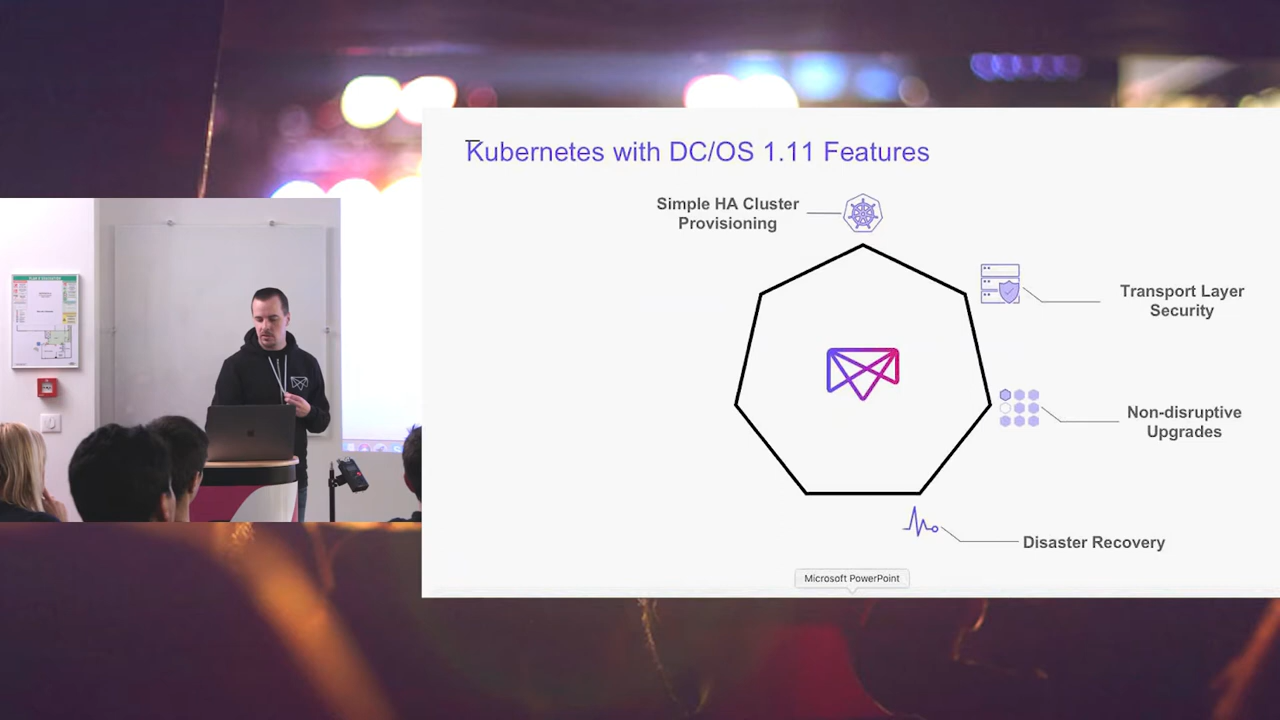 Kubernetes with DC/OS 1.11 Features
Simple HA Cluster
Provisioning
Transport Layer
Security
Non-disruptive
Upgrades
Disaster Recovery
Microsoft PowerPoint